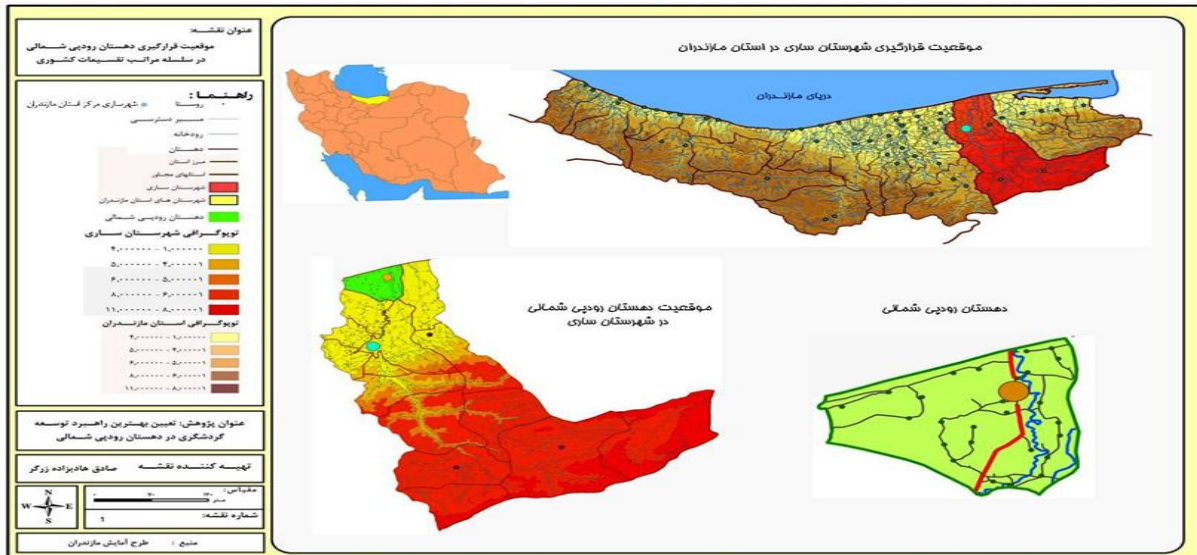 عنوان نقشه:
موقعیت قرارگیری دهستان رودپی شمالی
در سلسله مراتب تقسیمات کشوری
راهنما:
روستا
شهرساری مرکز استان مازندران
مسیر دسترسی
رودخانه
دهستان
مرز استان
استانهای مجاور
شهرستان ساری
شهرستان های استان مازندران
دهستان رودپی شمالی
توپوگرافی شهرستان ساری
توپوگرافی استان مازندران
عنوان پژوهش: تعیین بهترین راهبرد توسعه
گردشگری در دهستان رودپی شمالی
تهیه کننده نقشه صادق هادیزاده زرگر
N
W E
S
مقیاس:
متر
شماره نقشه: 1
منبع : طرح آمایش مازندران
موقعیت قرارگیری شهرستان ساری در استان مازندران
دریای مازندران
موقعیت دهستان رودپی شمالی
در شهرستان ساری
دهستان رودپی شمالی